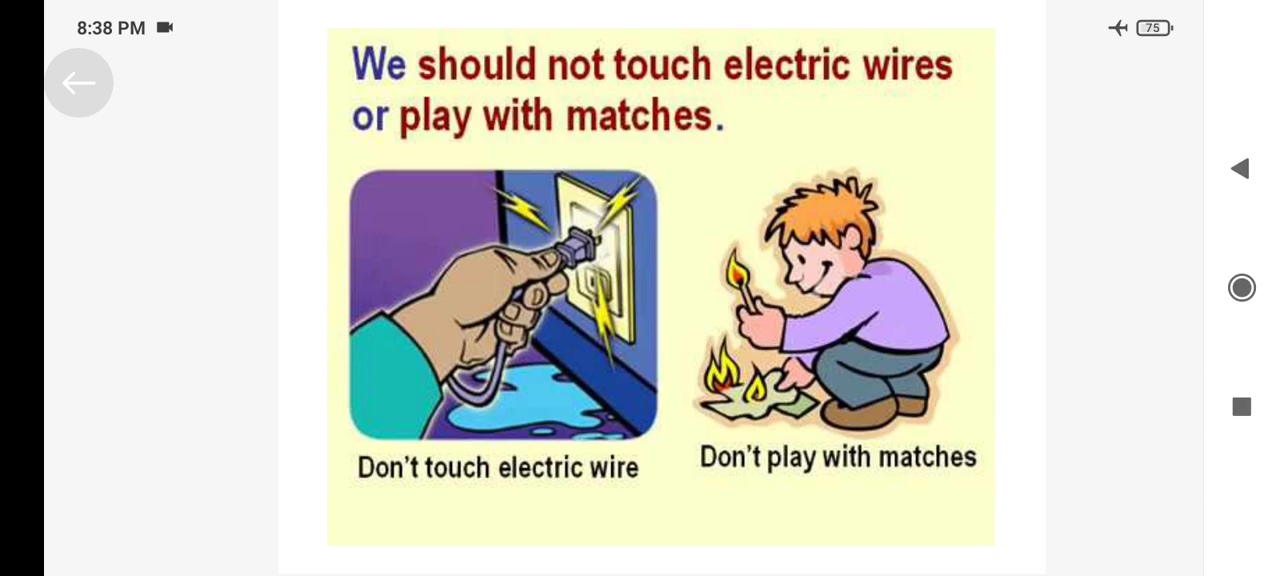 8:38 PM
75
We should not touch electric wires
or play with matches.
Don't touch electric wire
Don't play with matches